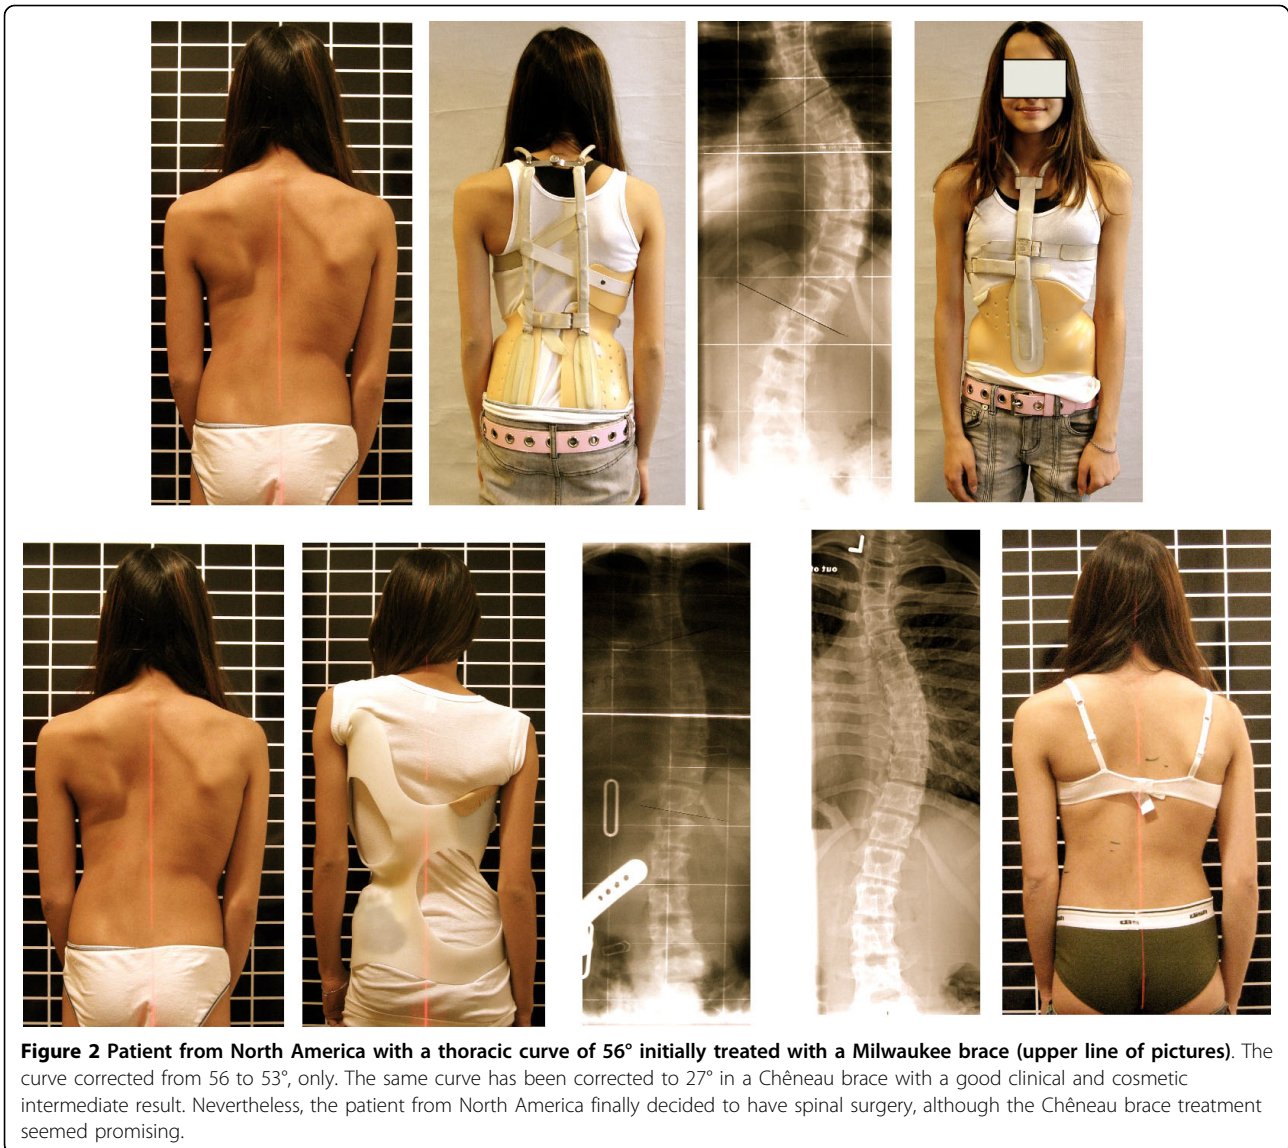 Figure 2 Patient from North America with a thoracic curve of 56° initially treated with a Milwaukee brace (upper line of pictures). The
curve corrected from 56 to 53°, only. The same curve has been corrected to 27° in a Chêneau brace with a good clinical and cosmetic
intermediate result. Nevertheless, the patient from North America finally decided to have spinal surgery, although the Chêneau brace treatment
seemed promising.